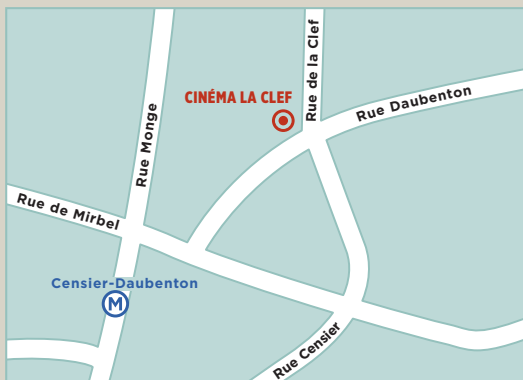 Rue de la Clef
CINÉMA LA CLEF
Rue Daubenton
Rue Monge
Rue de Mirbel
Censier-Daubenton
M
Rue Censier